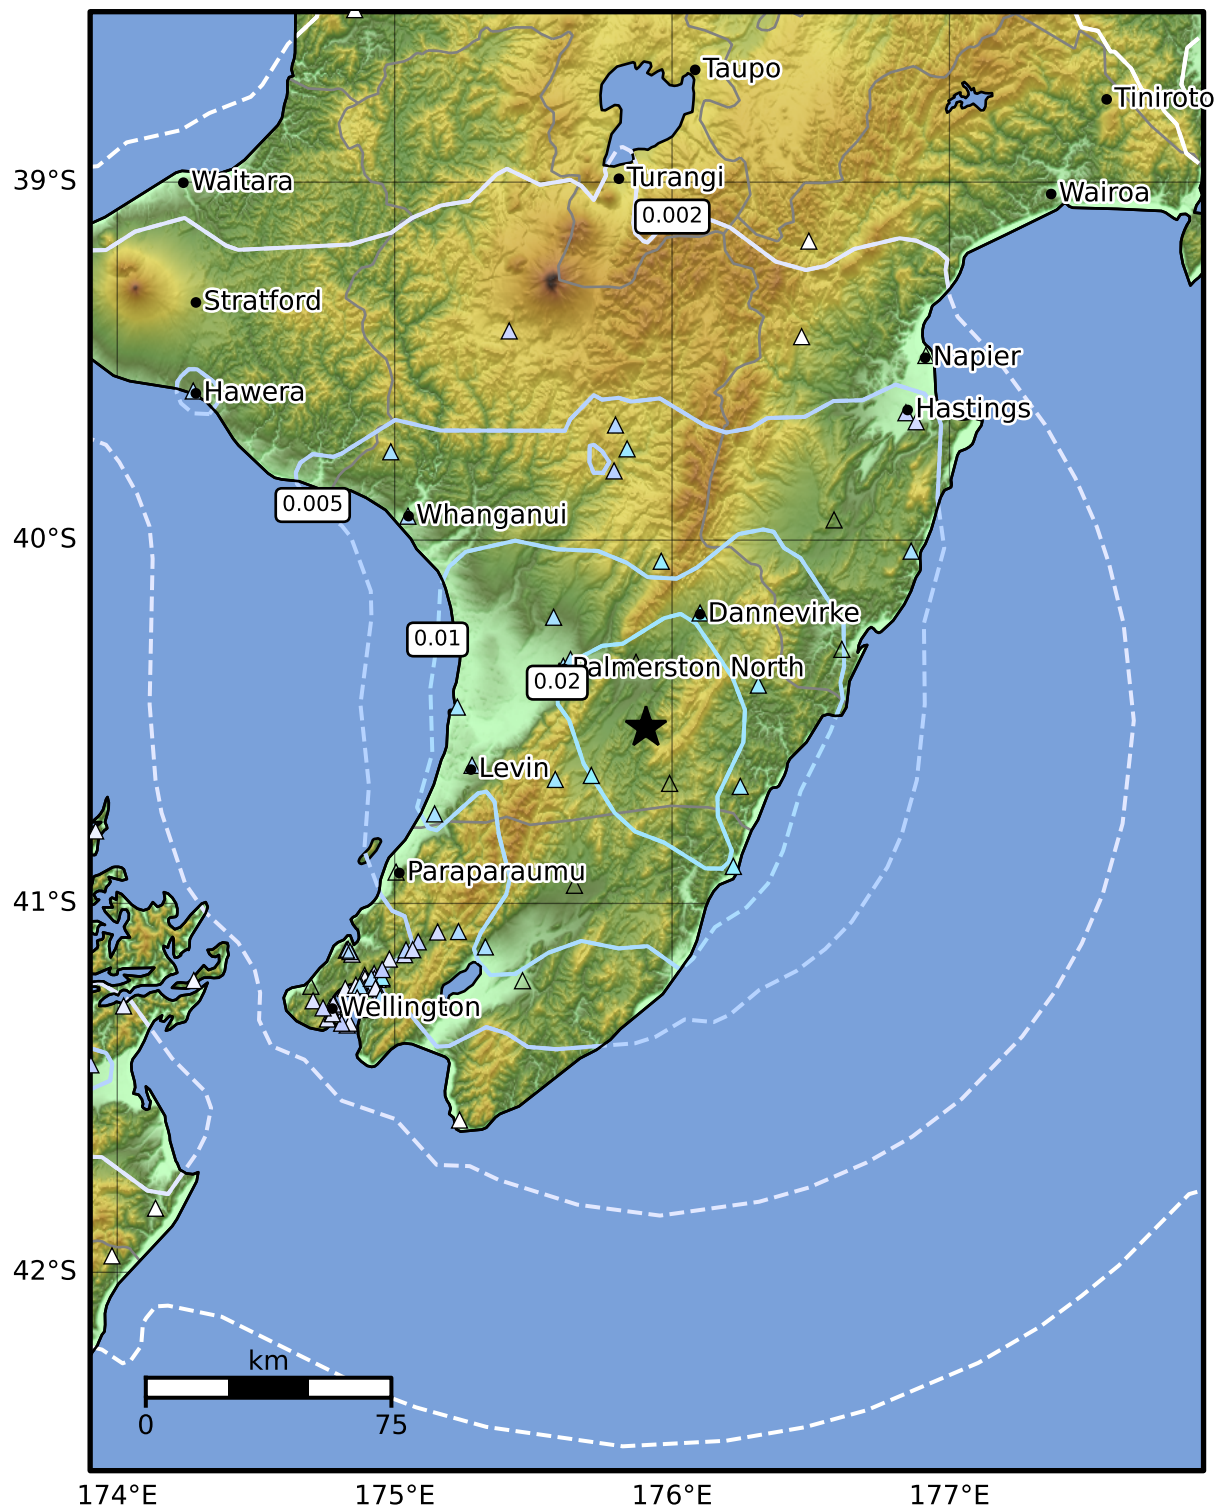 Taupo
Tiniroto
39°S
Waitara
Turangi
Wairoa
0.002
Stratford
Napier
Hawera
Hastings
0.005
Whanganui
40°S
Dannevirke
0.01
Palmerston North
0.02
Levin
Paraparaumu
41°S
Wellington
42°S
km
0
75
174°E
175°E
176°E
177°E